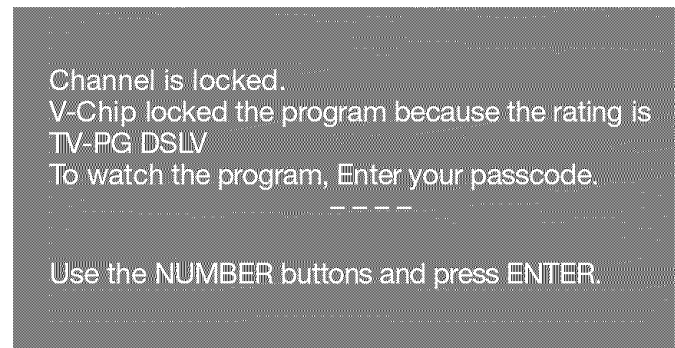 Channel is locked.
V-Chip locked the program because the rating is
TV-PG DSLV
To watch the program, Enter your passcode.
– – – –
Use the NUMBER buttons and press ENTER.